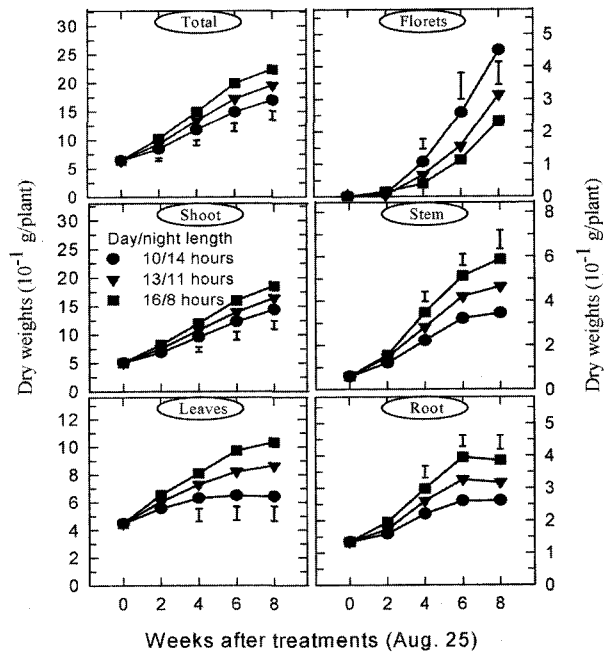 Total
Florets
30
25
20
15
10
5
0
5
4
3
2
1
0
Shoot
Stem
Day/night length
10/14 hours
13/11 hours
16/8 hours
30
25
20
15
10
5
0
8
6
4
2
0
Leaves
Root
12
10
8
6
4
2
0
5
4
3
2
1
0
0 2 4 6 8
0 2 4 6 8
Dry weights (10⁻¹ g/plant)
Dry weights (10⁻¹ g/plant)
Weeks after treatments (Aug. 25)